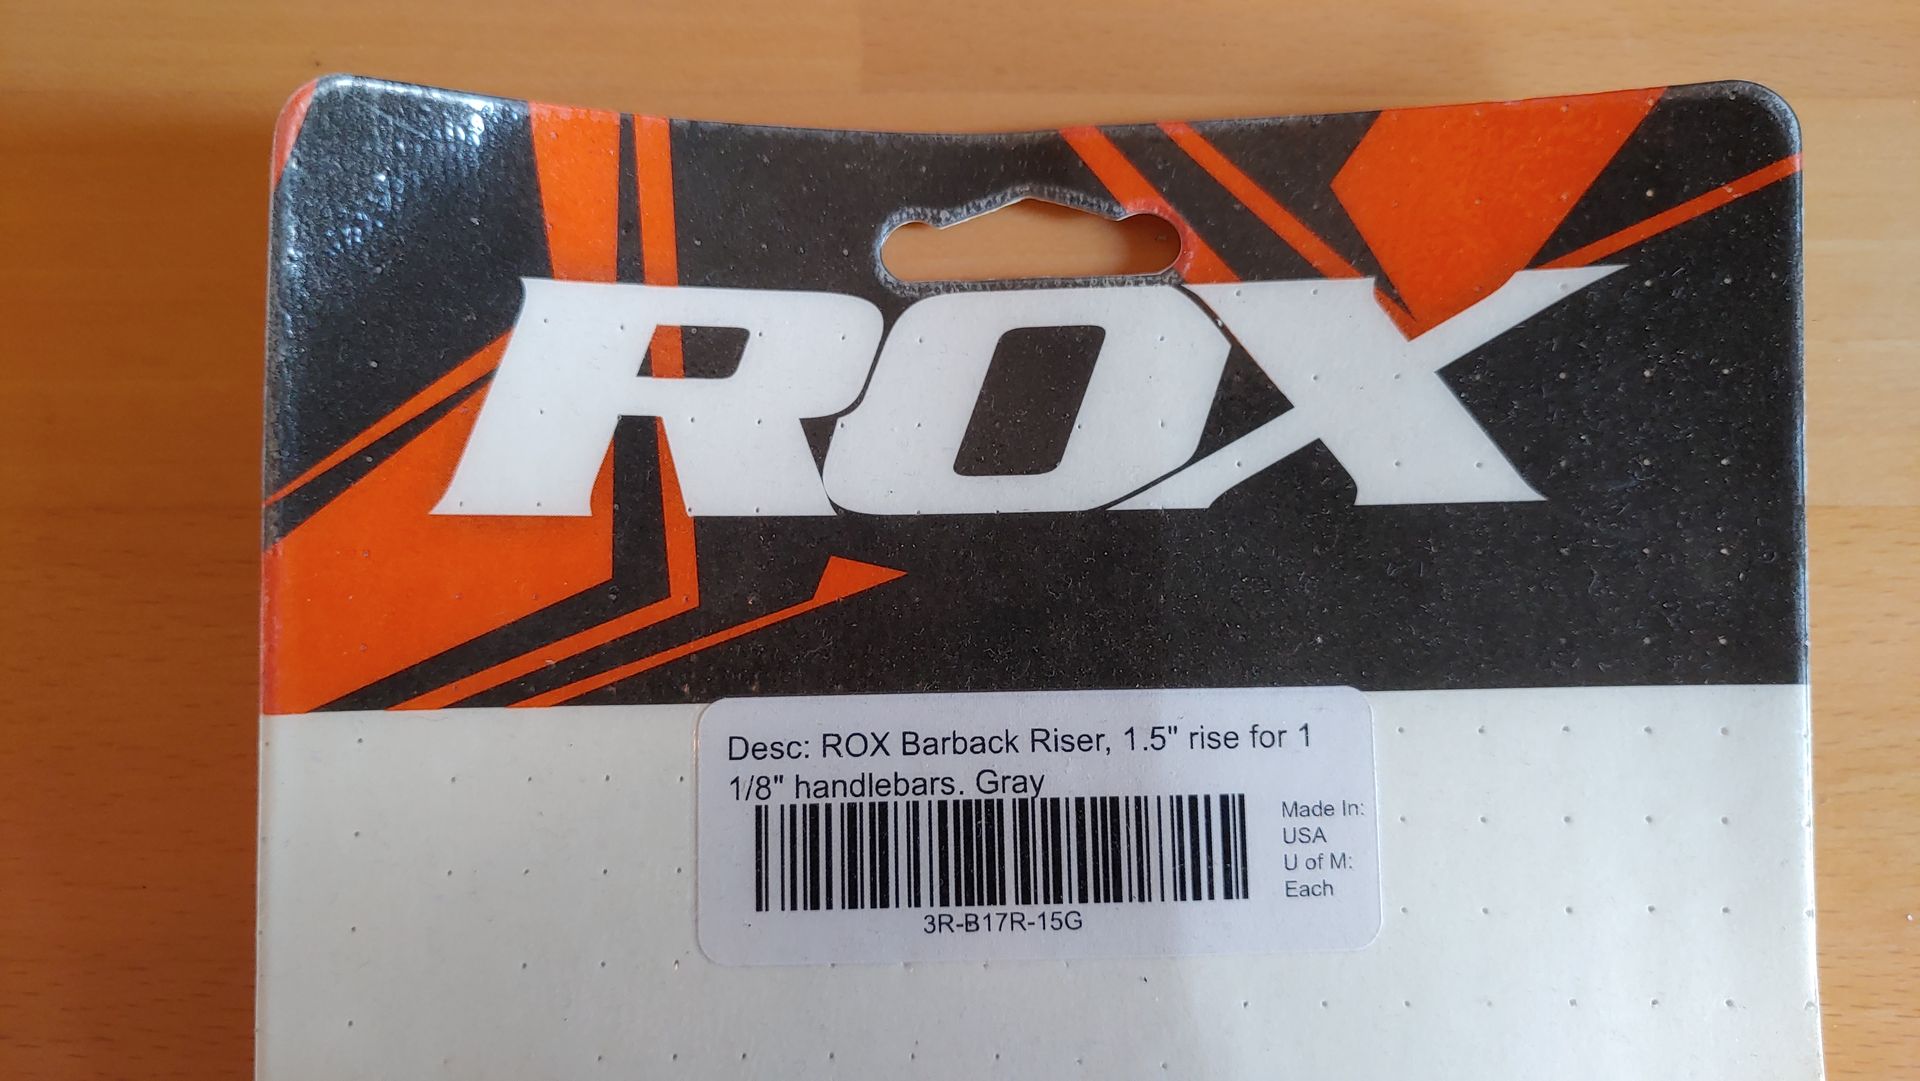 ROX
Desc: ROX Barback Riser, 1.5" rise for 1
1/8" handlebars. Gray
Made In:
USA
U of M:
Each
3R-B17R-15G